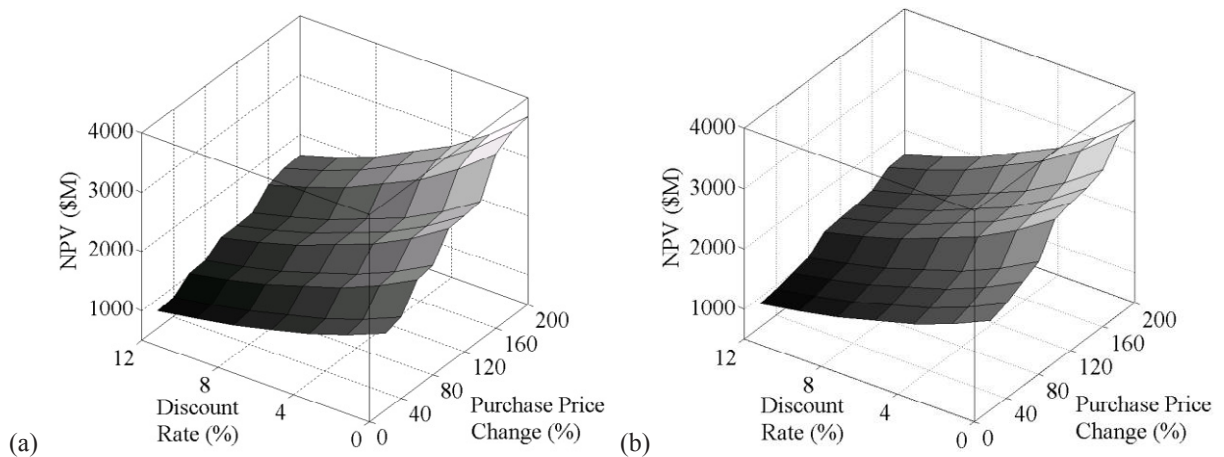 4000
3000
2000
1000
NPV ($M)
12
8
4
0
Discount
Rate (%)
0
40
80
120
160
200
Purchase Price
Change (%)
(a)
4000
3000
2000
1000
NPV ($M)
12
8
4
0
Discount
Rate (%)
0
40
80
120
160
200
Purchase Price
Change (%)
(b)